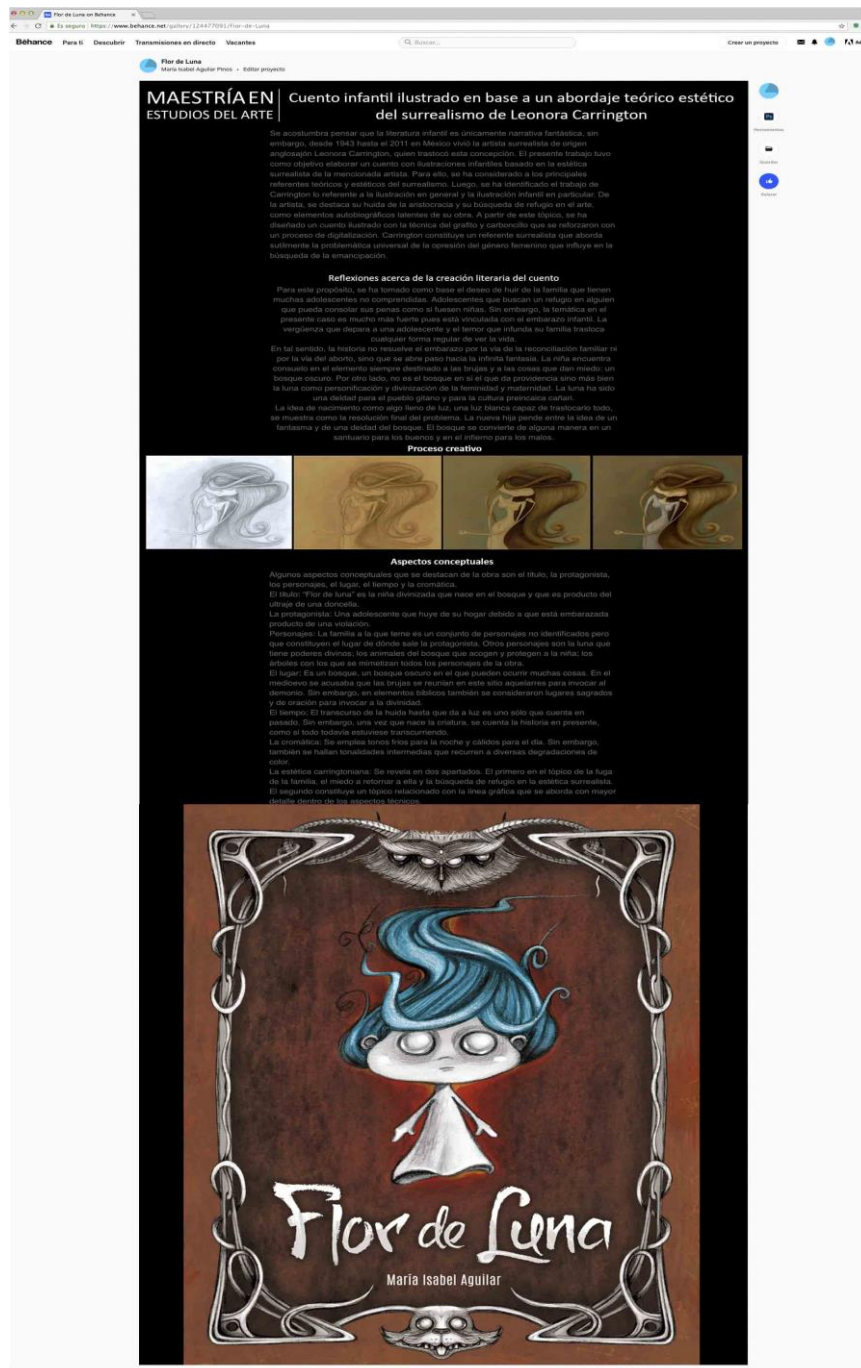 Flor de Luna on Behance
Es seguro https://www.behance.net/gallery/124477091/Flor-de-Luna
Bēhance Para ti Descubrir Transmisiones en directo Vacantes Buscar... Crear un proyecto
Flor de Luna
María Isabel Aguilar Pinos • Editar proyecto
MAESTRÍA EN
ESTUDIOS DEL ARTE
Cuento infantil ilustrado en base a un abordaje teórico estético
del surrealismo de Leonora Carrington
Se acostumbra pensar que la literatura infantil es únicamente narrativa fantástica, sin
embargo, desde 1943 hasta el 2011 en México vivió la artista surrealista de origen
anglosajón Leonora Carrington, quien trastocó esta concepción. El presente trabajo tuvo
como objetivo elaborar un cuento con ilustraciones infantiles basado en la estética
surrealista de la mencionada artista. Para ello, se ha considerado a los principales
referentes teóricos y estéticos del surrealismo. Luego, se ha identificado el trabajo de
Carrington lo referente a la ilustración en general y la ilustración infantil en particular. De
la artista, se destaca su huida de la aristocracia y su búsqueda de refugio en el arte,
como elementos autobiográficos latentes de su obra. A partir de este tópico, se ha
diseñado un cuento ilustrado con la técnica del grafito y carboncillo que se reforzaron con
un proceso de digitalización. Carrington constituye un referente surrealista que aborda
sutilmente la problemática universal de la opresión del género femenino que influye en la
búsqueda de la emancipación.
Reflexiones acerca de la creación literaria del cuento
Para este propósito, se ha tomado como base el deseo de huir de la familia que tienen
muchas adolescentes no comprendidas. Adolescentes que buscan un refugio en alguien
que pueda consolar sus penas como si fuesen niñas. Sin embargo, la temática en el
presente caso es mucho más fuerte pues está vinculada con el embarazo infantil. La
vergüenza que depara a una adolescente y el temor que infunda su familia trastoca
cualquier forma regular de ver la vida.
En tal sentido, la historia no resuelve el embarazo por la vía de la reconciliación familiar ni
por la vía del aborto, sino que se abre paso hacia la infinita fantasía. La niña encuentra
consuelo en el elemento siempre destinado a las brujas y a las cosas que dan miedo: un
bosque oscuro. Por otro lado, no es el bosque en sí el que da providencia sino más bien
la luna como personificación y divinización de la feminidad y maternidad. La luna ha sido
una deidad para el pueblo gitano y para la cultura preincaica cañari.
La idea de nacimiento como algo lleno de luz, una luz blanca capaz de trastocarlo todo,
se muestra como la resolución final del problema. La nueva hija pende entre la idea de un
fantasma y de una deidad del bosque. El bosque se convierte de alguna manera en un
santuario para los buenos y en el infierno para los malos.
Proceso creativo
Aspectos conceptuales
Algunos aspectos conceptuales que se destacan de la obra son el título, la protagonista,
los personajes, el lugar, el tiempo y la cromática.
El título: "Flor de luna" es la niña divinizada que nace en el bosque y que es producto del
ultraje de una doncella.
La protagonista: Una adolescente que huye de su hogar debido a que está embarazada
producto de una violación.
Personajes: La familia a la que teme es un conjunto de personajes no identificados pero
que constituyen el lugar de dónde sale la protagonista. Otros personajes son la luna que
tiene poderes divinos; los animales del bosque que acogen y protegen a la niña; los
árboles con los que se mimetizan todos los personajes de la obra.
El lugar: Es un bosque, un bosque oscuro en el que pueden ocurrir muchas cosas. En el
medioevo se acusaba que las brujas se reunían en este sitio aquelarres para invocar al
demonio. Sin embargo, en elementos bíblicos también se consideraron lugares sagrados
y de oración para invocar a la divinidad.
El tiempo: El transcurso de la huida hasta que da a luz es uno sólo que cuenta en
pasado. Sin embargo, una vez que nace la criatura, se cuenta la historia en presente,
como si todo todavía estuviese transcurriendo.
La cromática: Se emplea tonos fríos para la noche y cálidos para el día. Sin embargo,
también se hallan tonalidades intermedias que recurren a diversas degradaciones de
color.
La estética carringtoniana: Se revela en dos apartados. El primero en el tópico de la fuga
de la familia, el miedo a retornar a ella y la búsqueda de refugio en la estética surrealista.
El segundo constituye un tópico relacionado con la línea gráfica que se aborda con mayor
detalle dentro de los aspectos técnicos.
Flor de Luna
María Isabel Aguilar